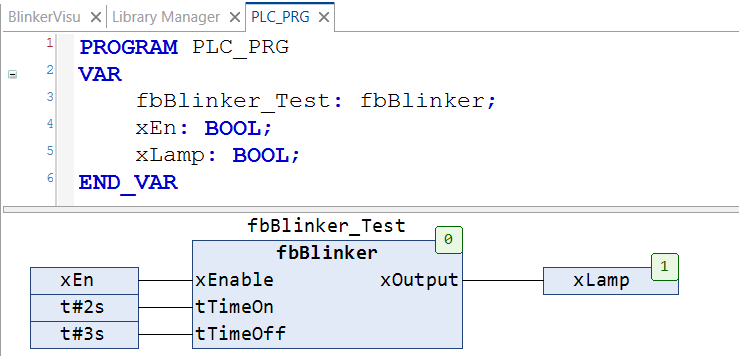 BlinkerVisu Library Manager PLC_PRG
1 PROGRAM PLC_PRG
2 VAR
3 fbBlinker_Test: fbBlinker;
4 xEn: BOOL;
5 xLamp: BOOL;
6 END_VAR
fbBlinker_Test
fbBlinker 0
xEn xEnable xOutput xLamp 1
t#2s tTimeOn
t#3s tTimeOff